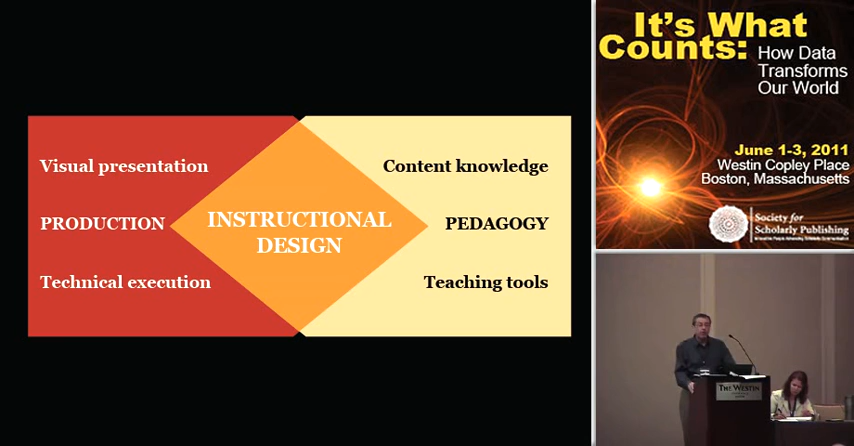 Visual presentation
PRODUCTION
Technical execution
INSTRUCTIONAL
DESIGN
Content knowledge
PEDAGOGY
Teaching tools
It's What
Counts:
How Data
Transforms
Our World
June 1-3, 2011
Westin Copley Place
Boston, Massachusetts
Society for
Scholarly Publishing
THE WESTIN